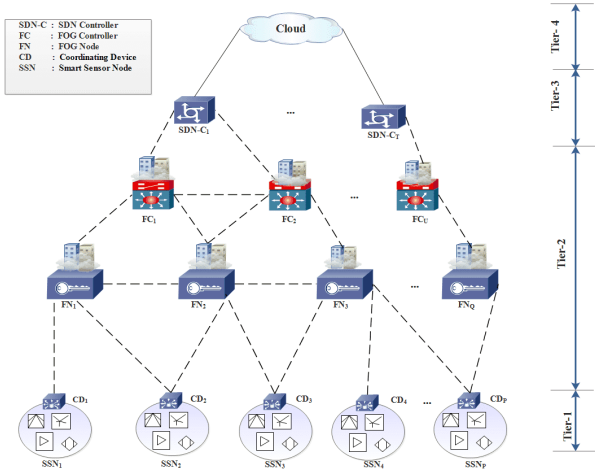 SDN-C : SDN Controller
FC : FOG Controller
FN : FOG Node
CD : Coordinating Device
SSN : Smart Sensor Node
Cloud
Tier- 4
SDN-C1
...
SDN-CT
Tier-3
FC1
FC2
...
FCU
Tier-2
FN1
FN2
FN3
...
FNQ
CD1
CD2
CD3
CD4
...
CDP
Tier-1
SSN1
SSN2
SSN3
SSN4
SSNP